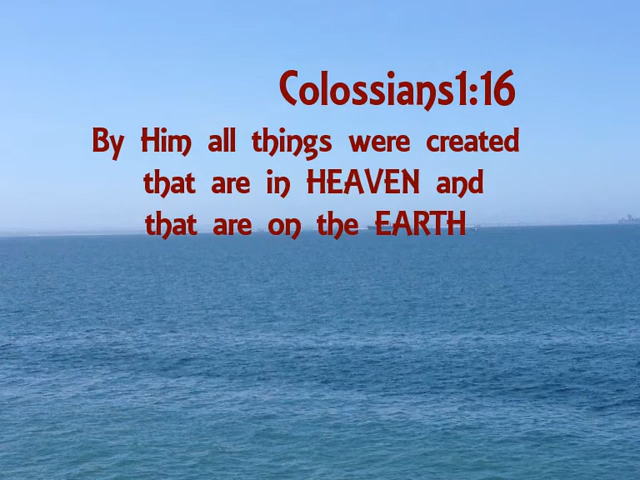 Colossians1:16
By Him all things were created
that are in HEAVEN and
that are on the EARTH